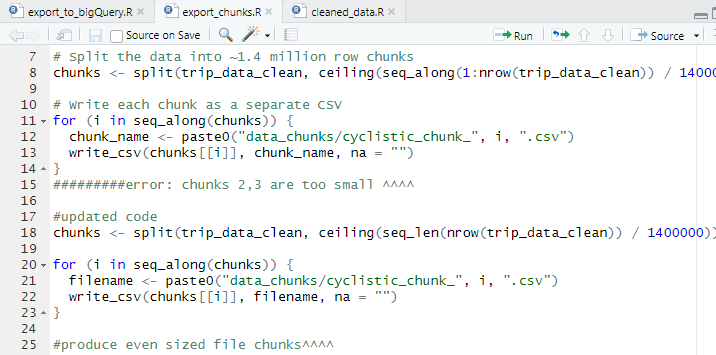 export_to_bigQuery.R × export_chunks.R × cleaned_data.R ×
Source on Save Run Source
7 # Split the data into ~1.4 million row chunks
8 chunks <- split(trip_data_clean, ceiling(seq_along(1:nrow(trip_data_clean)) / 14000
9
10 # Write each chunk as a separate CSV
11 for (i in seq_along(chunks)) {
12 chunk_name <- paste0("data_chunks/cyclistic_chunk_", i, ".csv")
13 write_csv(chunks[[i]], chunk_name, na = "")
14 }
15 #########error: chunks 2,3 are too small ^^^^
16
17 #updated code
18 chunks <- split(trip_data_clean, ceiling(seq_len(nrow(trip_data_clean)) / 1400000))
19
20 for (i in seq_along(chunks)) {
21 filename <- paste0("data_chunks/cyclistic_chunk_", i, ".csv")
22 write_csv(chunks[[i]], filename, na = "")
23 }
24
25 #produce even sized file chunks^^^^